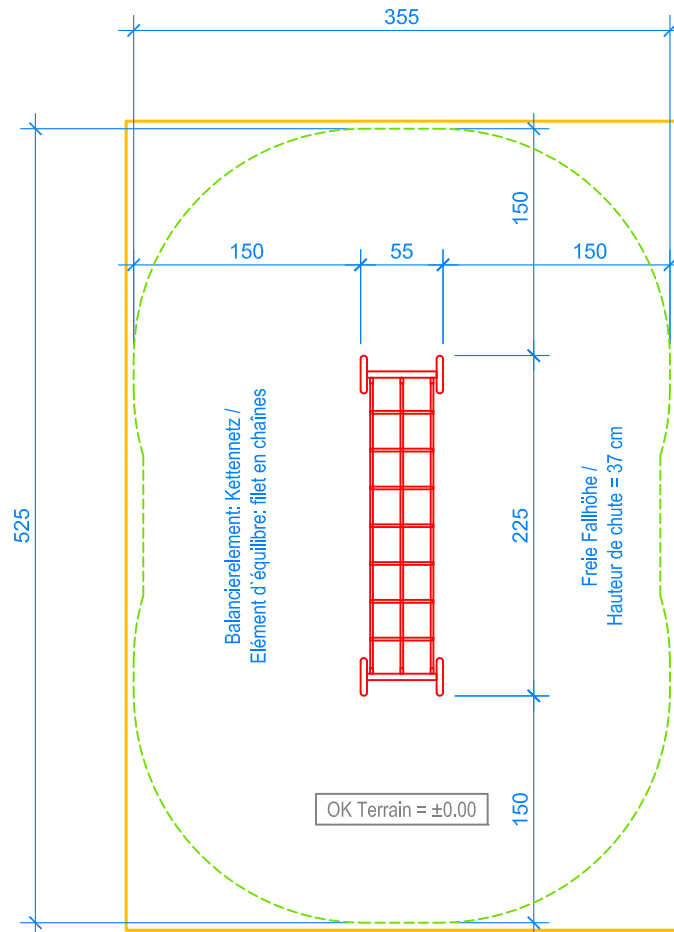 355
150
150
55
150
Balancierelement: Kettennetz /
Elément d`équilibre: filet en chaînes
525
225
Freie Fallhöhe /
Hauteur de chute = 37 cm
OK Terrain = ±0.00
150